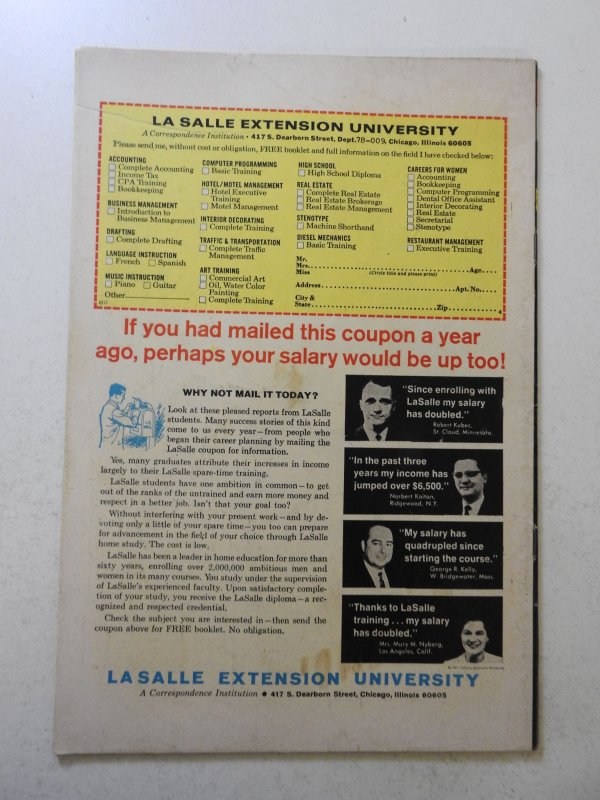 LA SALLE EXTENSION UNIVERSITY
A Correspondence Institution • 417 S. Dearborn Street, Dept. 78-009, Chicago, Illinois 60605
Please send me, without cost or obligation, FREE booklet and full information on the field I have checked below:
ACCOUNTING
Complete Accounting
Income Tax
CPA Training
Bookkeeping
BUSINESS MANAGEMENT
Introduction to
Business Management
DRAFTING
Complete Drafting
LANGUAGE INSTRUCTION
French Spanish
MUSIC INSTRUCTION
Piano Guitar
Other
COMPUTER PROGRAMMING
Basic Training
HOTEL/MOTEL MANAGEMENT
Hotel Executive
Training
Motel Management
INTERIOR DECORATING
Complete Training
TRAFFIC & TRANSPORTATION
Complete Traffic
Management
ART TRAINING
Commercial Art
Oil, Water Color
Painting
Complete Training
HIGH SCHOOL
High School Diploma
REAL ESTATE
Complete Real Estate
Real Estate Brokerage
Real Estate Management
STENOTYPE
Machine Shorthand
DIESEL MECHANICS
Basic Training
CAREERS FOR WOMEN
Accounting
Bookkeeping
Computer Programming
Dental Office Assistant
Interior Decorating
Real Estate
Secretarial
Stenotype
RESTAURANT MANAGEMENT
Executive Training
Mr.
Mrs. Age
Miss (Circle title and please print)
Address Apt. No.
City &
State Zip
4
If you had mailed this coupon a year
ago, perhaps your salary would be up too!
WHY NOT MAIL IT TODAY?
Look at these pleased reports from LaSalle
students. Many success stories of this kind
come to us every year—from people who
began their career planning by mailing the
LaSalle coupon for information.
Yes, many graduates attribute their increases in income
largely to their LaSalle spare-time training.
LaSalle students have one ambition in common—to get
out of the ranks of the untrained and earn more money and
respect in a better job. Isn't that your goal too?
Without interfering with your present work—and by de-
voting only a little of your spare time—you too can prepare
for advancement in the field of your choice through LaSalle
home study. The cost is low.
LaSalle has been a leader in home education for more than
sixty years, enrolling over 2,000,000 ambitious men and
women in its many courses. You study under the supervision
of LaSalle's experienced faculty. Upon satisfactory comple-
tion of your study, you receive the LaSalle diploma—a rec-
ognized and respected credential.
Check the subject you are interested in—then send the
coupon above for FREE booklet. No obligation.
"Since enrolling with
LaSalle my salary
has doubled."
Robert Kubec,
St. Cloud, Minnesota.
"In the past three
years my income has
jumped over $6,500."
Norbert Kaitan,
Ridgewood, N.Y.
"My salary has
quadrupled since
starting the course."
George R. Kelly,
W. Bridgewater, Mass.
"Thanks to LaSalle
training . . . my salary
has doubled."
Mrs. Mary M. Nyberg,
Los Angeles, Calif.
LA SALLE EXTENSION UNIVERSITY
A Correspondence Institution • 417 S. Dearborn Street, Chicago, Illinois 60605